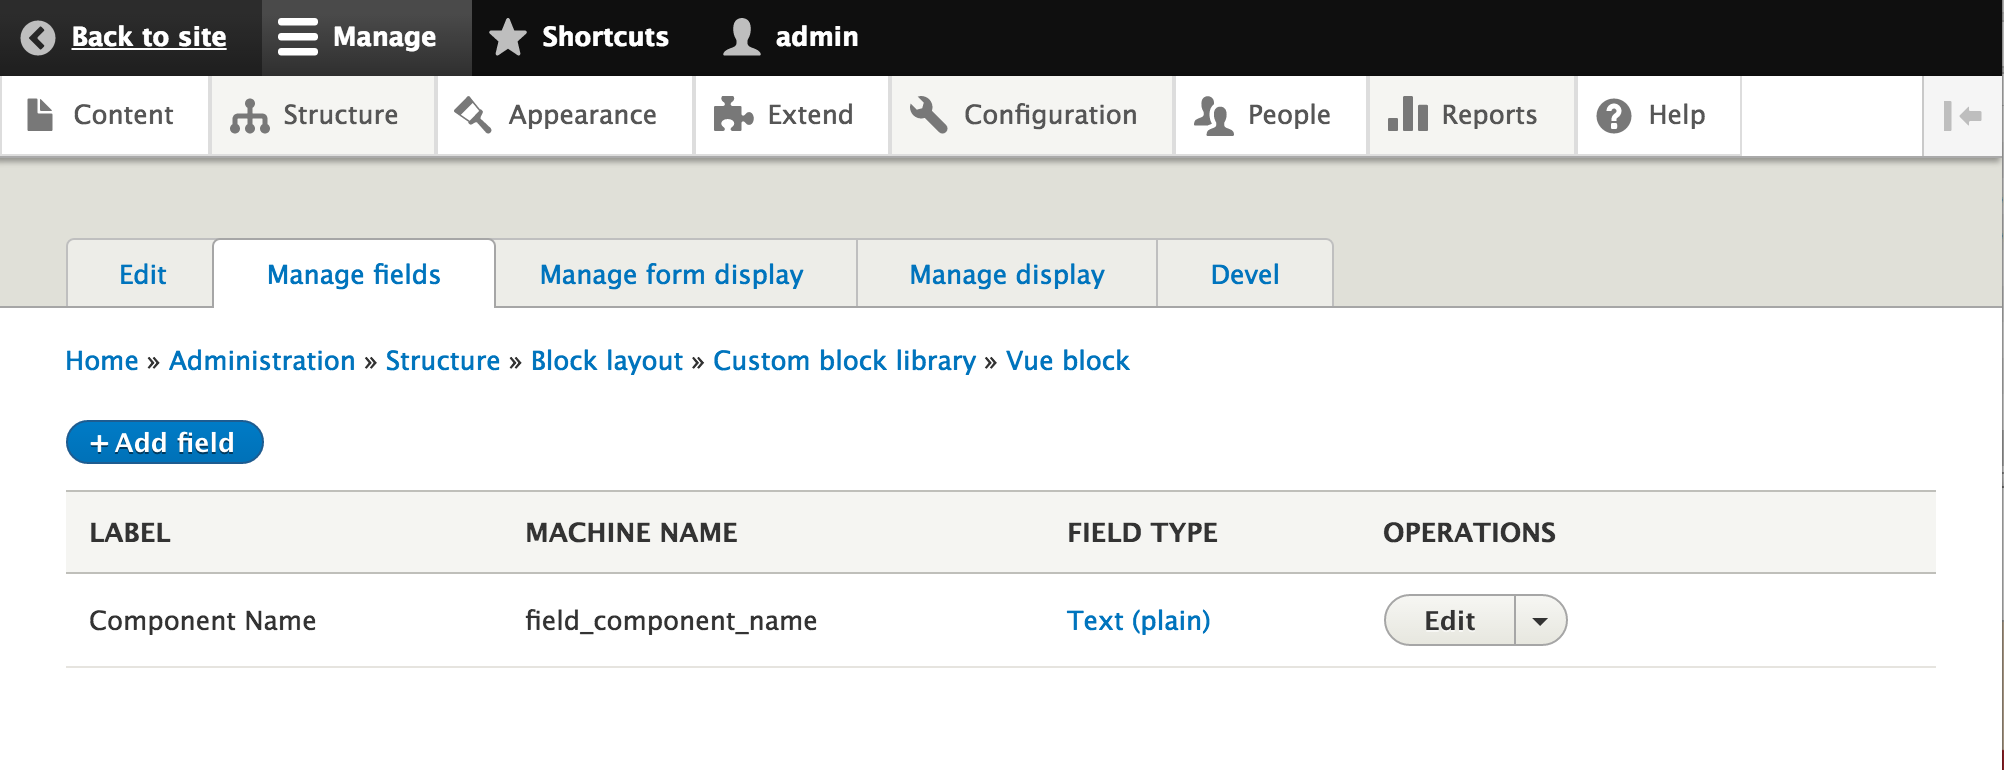 Back to site Manage Shortcuts admin
Content Structure Appearance Extend Configuration People Reports Help
Edit Manage fields Manage form display Manage display Devel
Home » Administration » Structure » Block layout » Custom block library » Vue block
+ Add field
LABEL MACHINE NAME FIELD TYPE OPERATIONS
Component Name field_component_name Text (plain) Edit